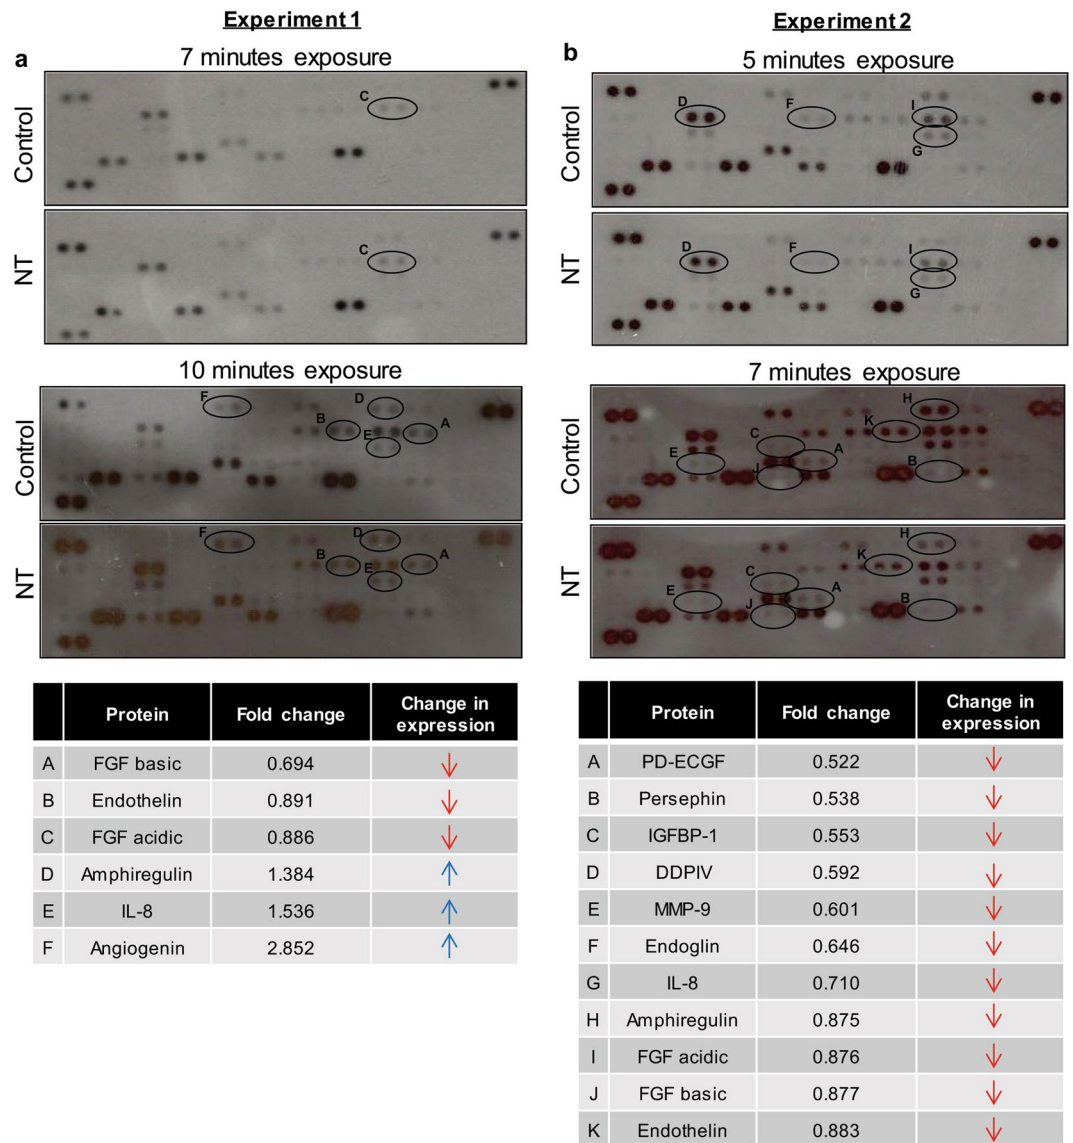 Experiment 1
a
7 minutes exposure
Control
C
NT
C
10 minutes exposure
Control
F
D
B
A
E
NT
F
D
B
A
E
Protein Fold change Change in expression
A FGF basic 0.694 ↓
B Endothelin 0.891 ↓
C FGF acidic 0.886 ↓
D Amphiregulin 1.384 ↑
E IL-8 1.536 ↑
F Angiogenin 2.852 ↑
Experiment 2
b
5 minutes exposure
Control
D
F
I
G
NT
D
F
I
G
7 minutes exposure
Control
H
K
C
E
A
J
B
NT
H
K
C
E
A
J
B
Protein Fold change Change in expression
A PD-ECGF 0.522 ↓
B Persephin 0.538 ↓
C IGFBP-1 0.553 ↓
D DDPIV 0.592 ↓
E MMP-9 0.601 ↓
F Endoglin 0.646 ↓
G IL-8 0.710 ↓
H Amphiregulin 0.875 ↓
I FGF acidic 0.876 ↓
J FGF basic 0.877 ↓
K Endothelin 0.883 ↓